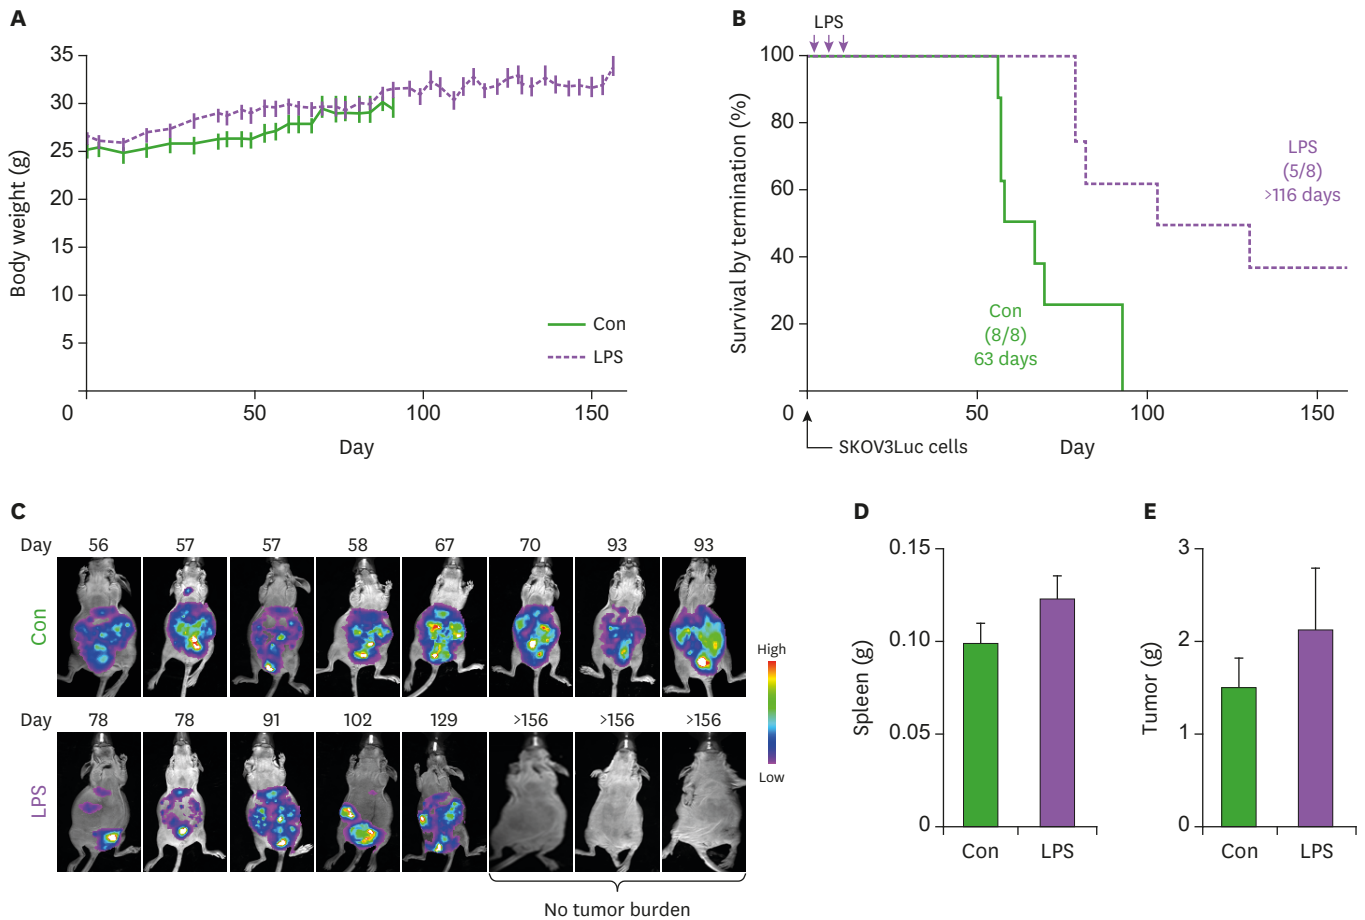 A
35
30
25
20
15
10
5
0
50
100
150
Body weight (g)
Day
Con
LPS
B
LPS
100
80
60
40
20
0
50
100
150
Survival by termination (%)
Day
SKOV3Luc cells
LPS
(5/8)
>116 days
Con
(8/8)
63 days
C
Day 56 57 57 58 67 70 93 93
Con
Day 78 78 91 102 129 >156 >156 >156
LPS
No tumor burden
High
Low
D
0.15
0.10
0.05
0
Spleen (g)
Con LPS
E
3
2
1
0
Tumor (g)
Con LPS